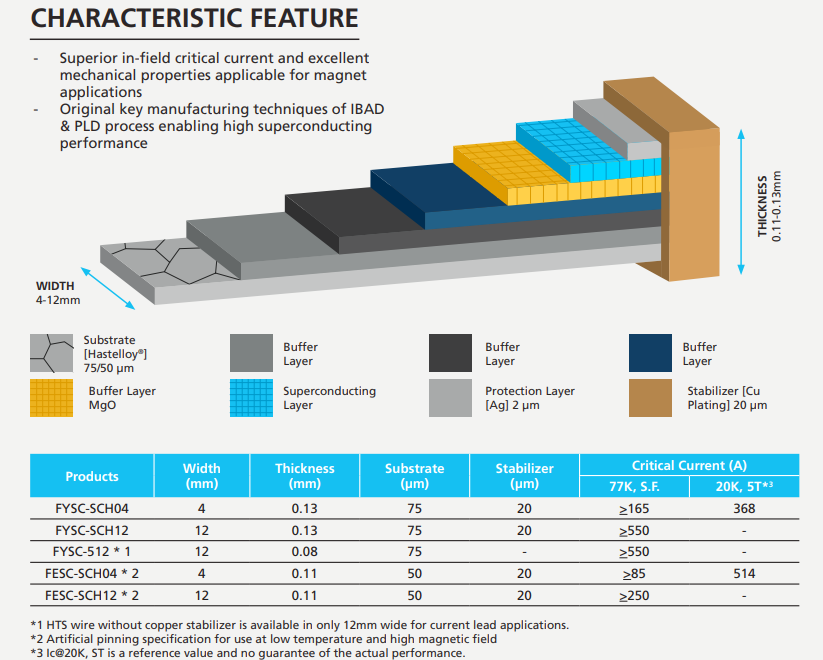 CHARACTERISTIC FEATURE
- Superior in-field critical current and excellent
mechanical properties applicable for magnet
applications
- Original key manufacturing techniques of IBAD
& PLD process enabling high superconducting
performance
THICKNESS
0.11-0.13mm
WIDTH
4-12mm
Substrate
[Hastelloy®]
75/50 μm
Buffer
Layer
Buffer
Layer
Buffer
Layer
Buffer Layer
MgO
Superconducting
Layer
Protection Layer
[Ag] 2 μm
Stabilizer [Cu
Plating] 20 μm
Products Width (mm) Thickness (mm) Substrate (μm) Stabilizer (μm) Critical Current (A)
77K, S.F. 20K, 5T*3
FYSC-SCH04 4 0.13 75 20 ≥165 368
FYSC-SCH12 12 0.13 75 20 ≥550 -
FYSC-512 * 1 12 0.08 75 - ≥550 -
FESC-SCH04 * 2 4 0.11 50 20 ≥85 514
FESC-SCH12 * 2 12 0.11 50 20 ≥250 -
*1 HTS wire without copper stabilizer is available in only 12mm wide for current lead applications.
*2 Artificial pinning specification for use at low temperature and high magnetic field
*3 Ic@20K, ST is a reference value and no guarantee of the actual performance.